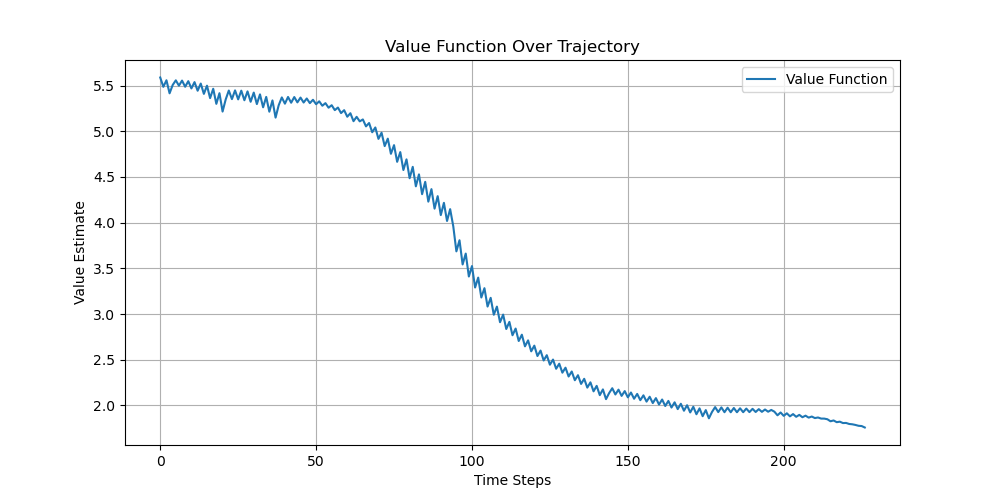 Value Function Over Trajectory
Value Function
5.5
5.0
4.5
4.0
3.5
3.0
2.5
2.0
Value Estimate
0 50 100 150 200
Time Steps